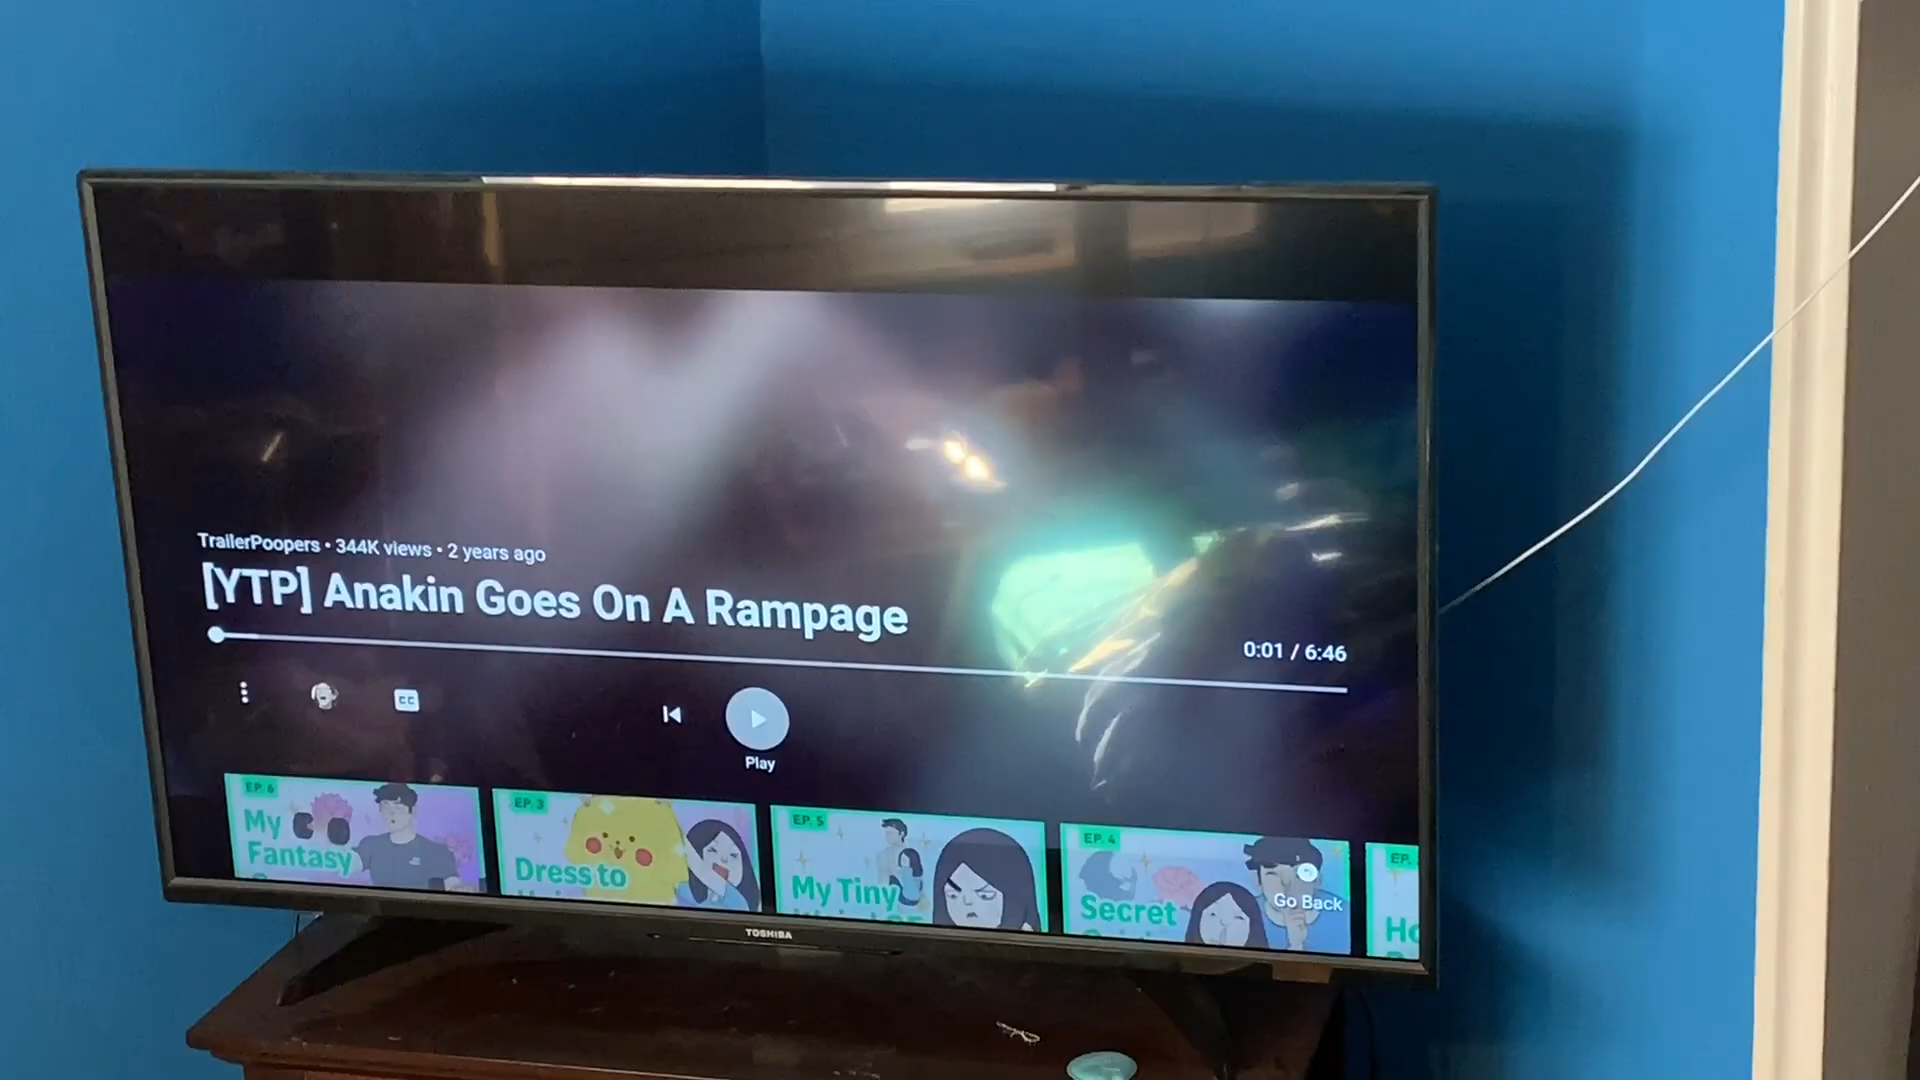 TrailerPoopers • 344K views • 2 years ago
[YTP] Anakin Goes On A Rampage
0:01 / 6:46
CC
Play
EP. 6
My
Fantasy
EP. 3
Dress to
EP. 5
My Tiny
EP. 4
Secret
Go Back
EP.
TOSHIBA